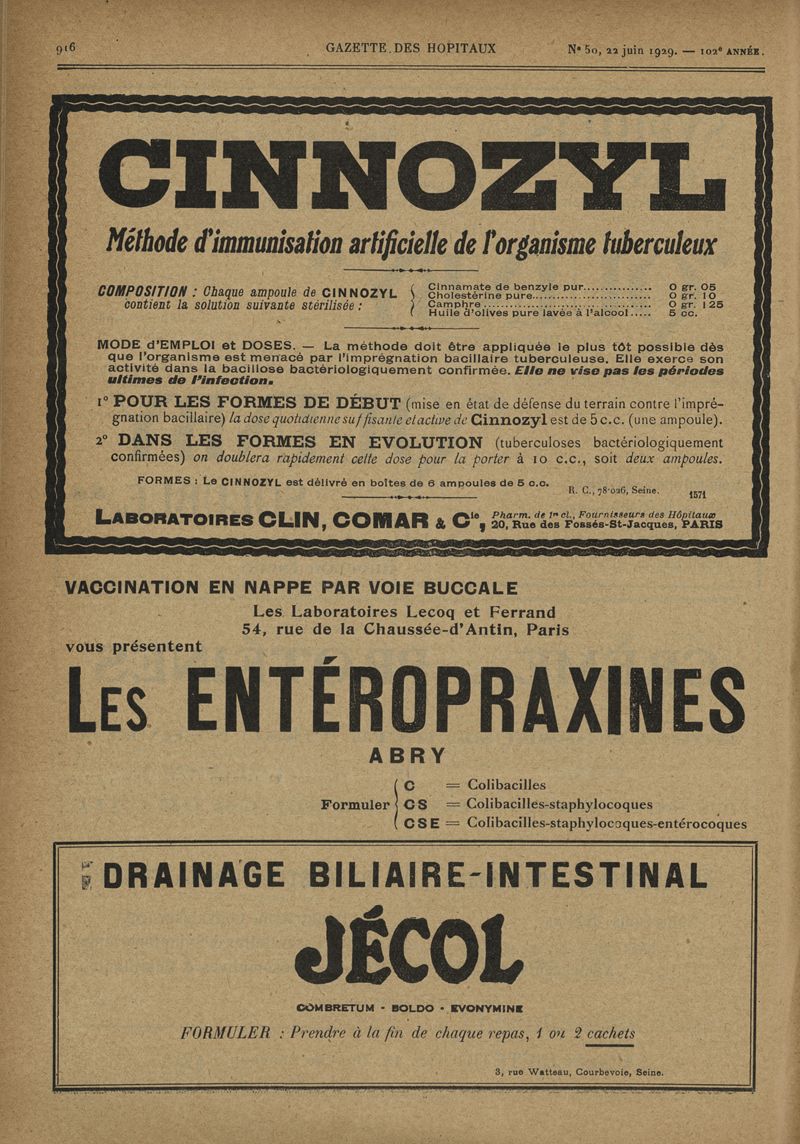 916 GAZETTE DES HOPITAUX N° 50, 22 juin 1929. — 102e ANNÉE.
CINNOZYL
Méthode d'immunisation artificielle de l'organisme tuberculeux
COMPOSITION : Chaque ampoule de CINNOZYL
contient la solution suivante stérilisée :
Cinnamate de benzyle pur............... 0 gr. 05
Cholestérine pure........................... 0 gr. 10
Camphre....................................... 0 gr. 125
Huile d'olives pure lavée à l'alcool..... 5 cc.
MODE d'EMPLOI et DOSES. — La méthode doit être appliquée le plus tôt possible dès
que l'organisme est menacé par l'imprégnation bacillaire tuberculeuse. Elle exerce son
activité dans la bacillose bactériologiquement confirmée. Elle ne vise pas les périodes
ultimes de l'infection.
1° POUR LES FORMES DE DÉBUT (mise en état de défense du terrain contre l'impré-
gnation bacillaire) la dose quotidienne suffisante et active de Cinnozyl est de 5 c.c. (une ampoule).
2° DANS LES FORMES EN EVOLUTION (tuberculoses bactériologiquement
confirmées) on doublera rapidement cette dose pour la porter à 10 c.c., soit deux ampoules.
FORMES : Le CINNOZYL est délivré en boîtes de 6 ampoules de 5 c.c.
R. C., 78-026, Seine. 1571
LABORATOIRES CLIN, COMAR & Cie, Pharm. de 1re cl., Fournisseurs des Hôpitaux
20, Rue des Fossés-St-Jacques, PARIS
VACCINATION EN NAPPE PAR VOIE BUCCALE
Les Laboratoires Lecoq et Ferrand
54, rue de la Chaussée-d'Antin, Paris
vous présentent
LES ENTÉROPRAXINES
ABRY
Formuler
C = Colibacilles
CS = Colibacilles-staphylocoques
CSE = Colibacilles-staphylocoques-entérocoques
DRAINAGE BILIAIRE-INTESTINAL
JÉCOL
COMBRETUM - BOLDO - EVONYMINE
FORMULER : Prendre à la fin de chaque repas, 1 ou 2 cachets
3, rue Watteau, Courbevoie, Seine.